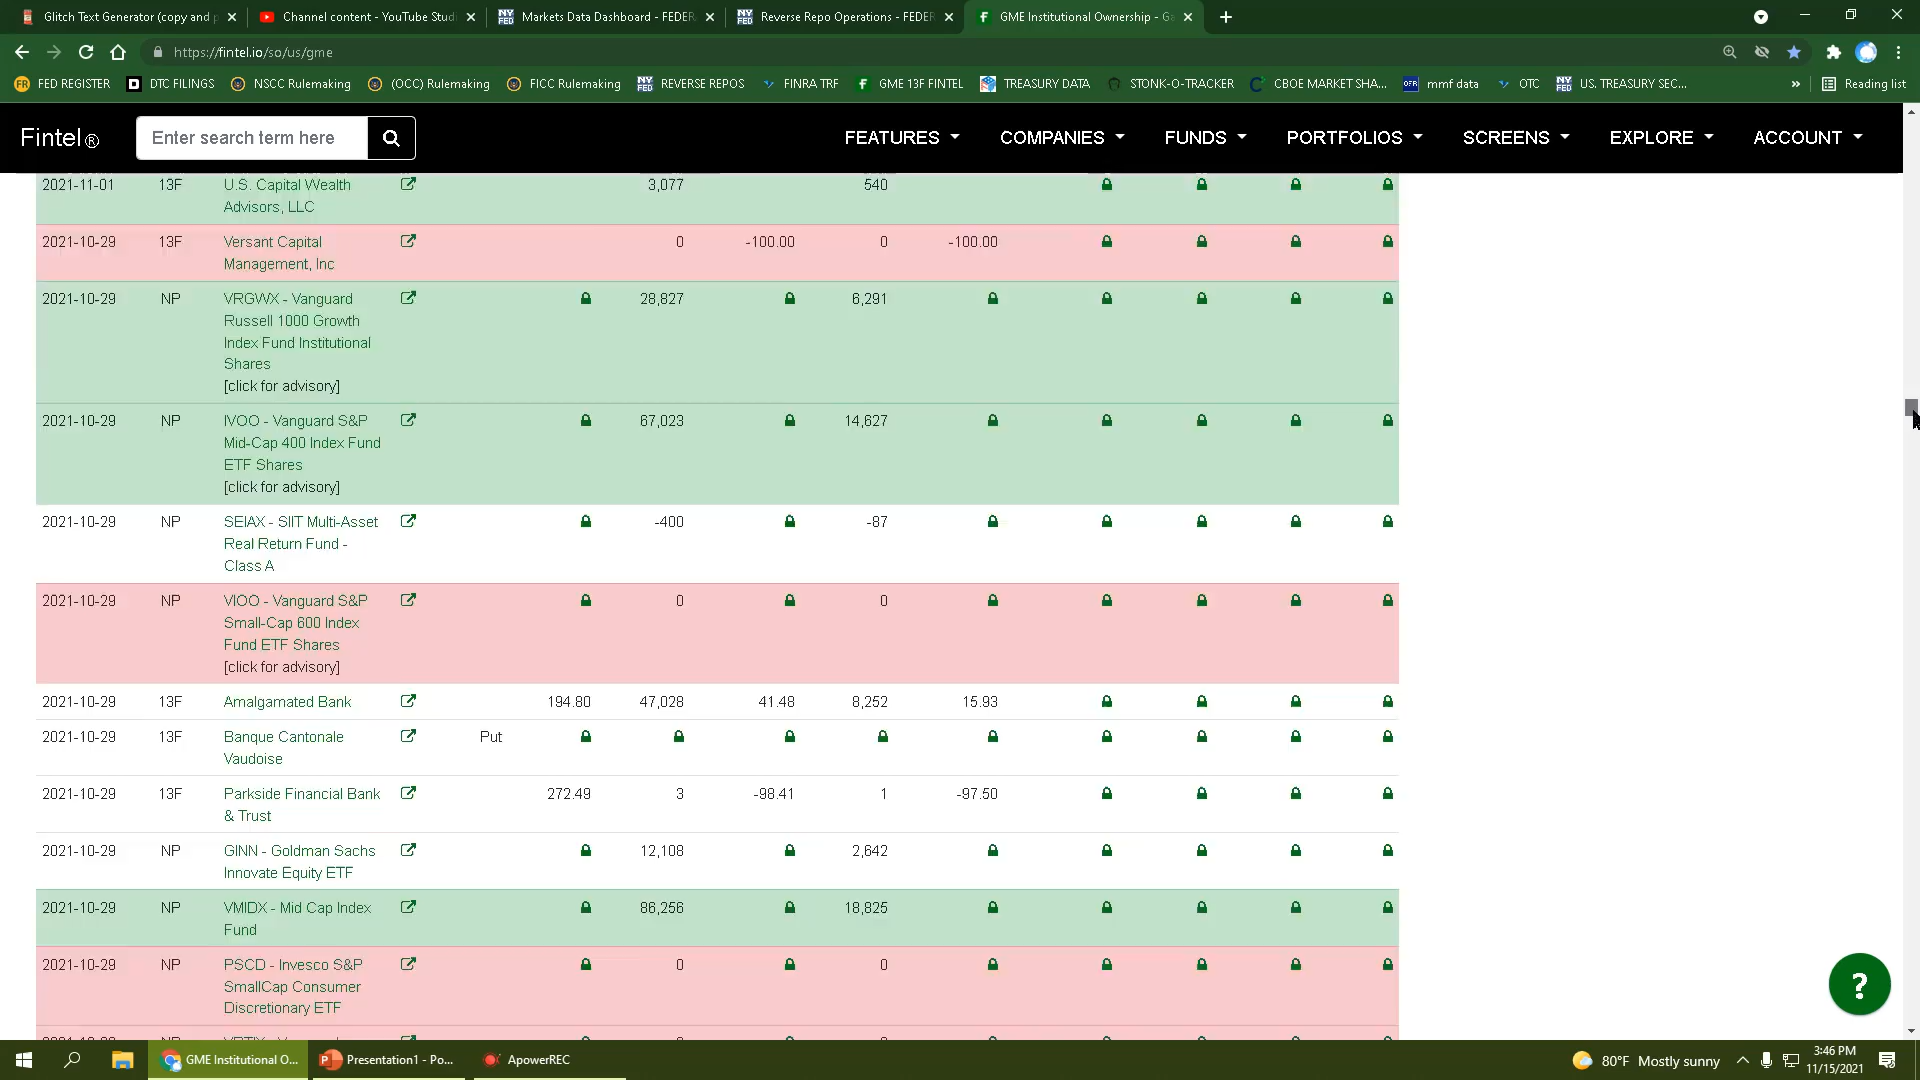 Glitch Text Generator (copy and p
Channel content - YouTube Studi
Markets Data Dashboard - FEDER
Reverse Repo Operations - FEDER
GME Institutional Ownership - Ga
https://fintel.io/so/us/gme
FED REGISTER
DTC FILINGS
NSCC Rulemaking
(OCC) Rulemaking
FICC Rulemaking
REVERSE REPOS
FINRA TRF
GME 13F FINTEL
TREASURY DATA
STONK-O-TRACKER
CBOE MARKET SHA...
mmf data
OTC
U.S. TREASURY SEC...
Reading list
Fintel®
Enter search term here
FEATURES
COMPANIES
FUNDS
PORTFOLIOS
SCREENS
EXPLORE
ACCOUNT
2021-11-01 13F U.S. Capital Wealth 3,077 540
Advisors, LLC
2021-10-29 13F Versant Capital 0 -100.00 0 -100.00
Management, Inc
2021-10-29 NP VRGWX - Vanguard 28,827 6,291
Russell 1000 Growth
Index Fund Institutional
Shares
[click for advisory]
2021-10-29 NP IVOO - Vanguard S&P 67,023 14,627
Mid-Cap 400 Index Fund
ETF Shares
[click for advisory]
2021-10-29 NP SEIAX - SIIT Multi-Asset -400 -87
Real Return Fund -
Class A
2021-10-29 NP VIOO - Vanguard S&P 0 0
Small-Cap 600 Index
Fund ETF Shares
[click for advisory]
2021-10-29 13F Amalgamated Bank 194.80 47,028 41.48 8,252 15.93
2021-10-29 13F Banque Cantonale Put
Vaudoise
2021-10-29 13F Parkside Financial Bank 272.49 3 -98.41 1 -97.50
& Trust
2021-10-29 NP GINN - Goldman Sachs 12,108 2,642
Innovate Equity ETF
2021-10-29 NP VMIDX - Mid Cap Index 86,256 18,825
Fund
2021-10-29 NP PSCD - Invesco S&P 0 0
SmallCap Consumer
Discretionary ETF
?
GME Institutional O...
Presentation1 - Po...
ApowerREC
80°F Mostly sunny
3:46 PM
11/15/2021